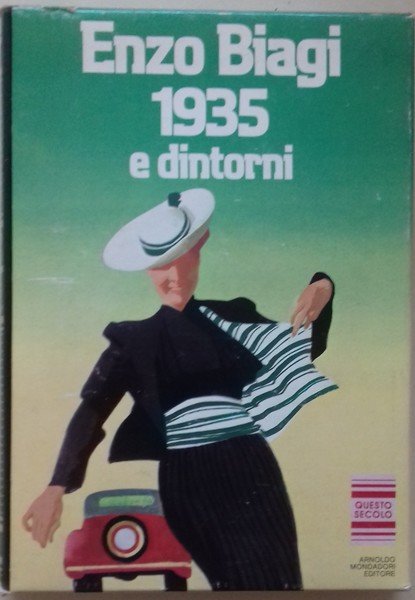 Enzo Biagi
1935
e dintorni
QUESTO
SECOLO
ARNOLDO
MONDADORI
EDITORE